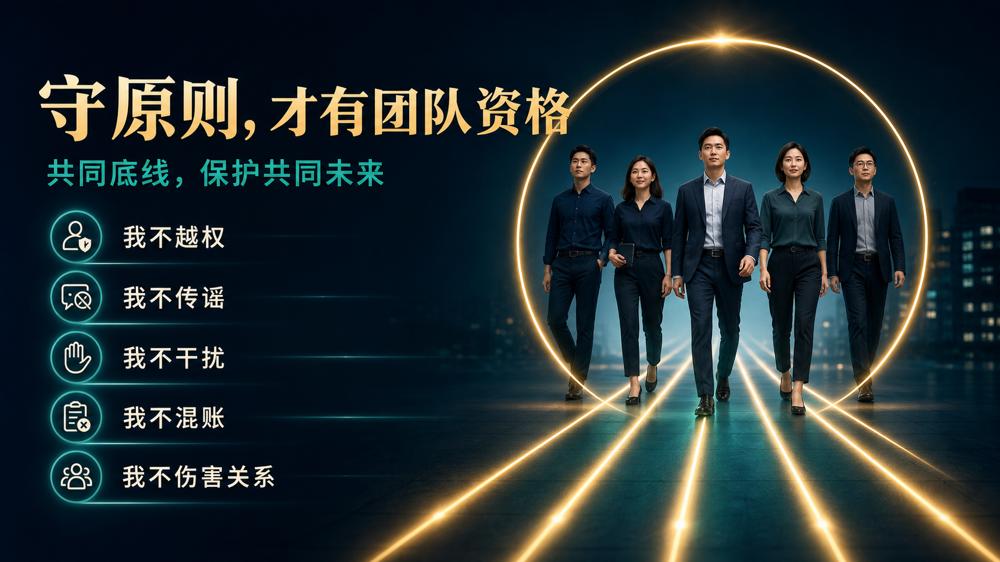 守原则,才有团队资格
共同底线，保护共同未来
我不越权
我不传谣
我不干扰
我不混账
我不伤害关系